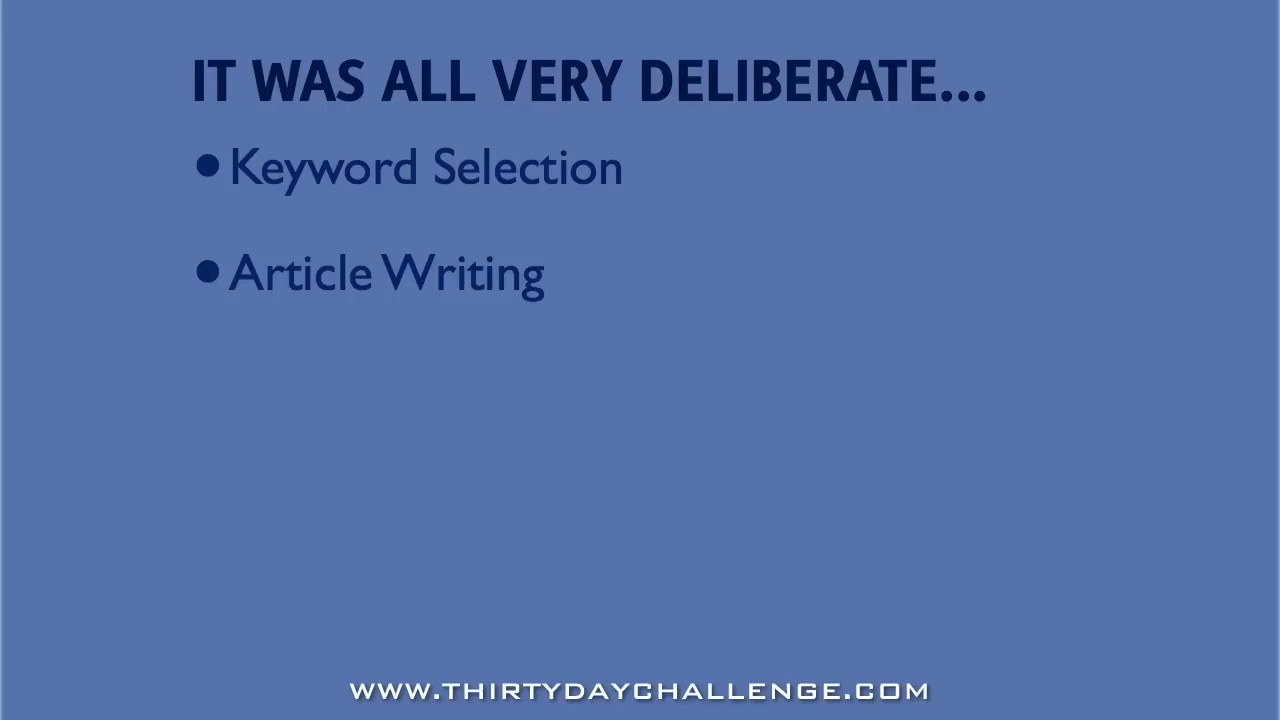 IT WAS ALL VERY DELIBERATE...
•Keyword Selection
•Article Writing
WWW.THIRTYDAYCHALLENGE.COM